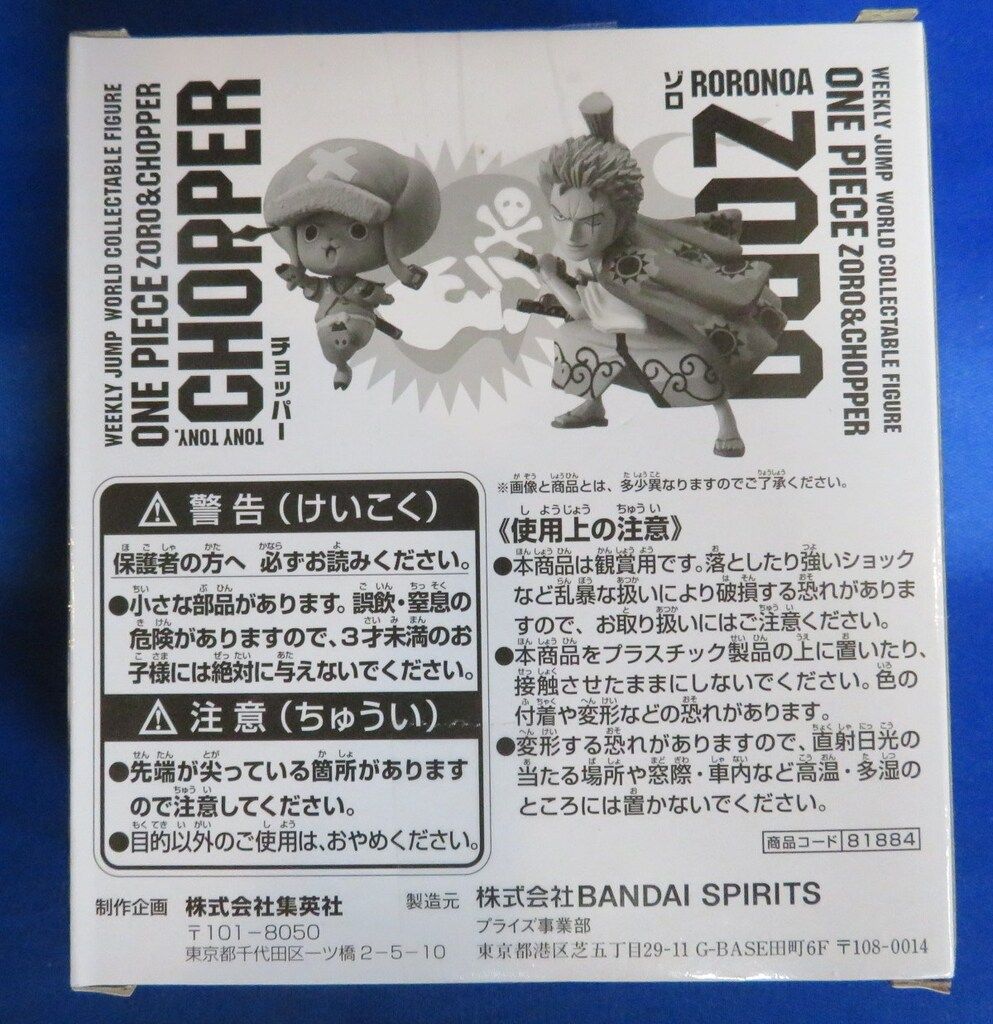 WEEKLY JUMP WORLD COLLECTABLE FIGURE
ONE PIECE ZORO&CHOPPER
TONY TONY.
CHOPPER
チョッパー
ゾロ
RORONOA
ZORO
ONE PIECE ZORO&CHOPPER
WEEKLY JUMP WORLD COLLECTABLE FIGURE
※画像と商品とは、多少異なりますのでご了承ください。
警告(けいこく)
保護者の方へ 必ずお読みください。
●小さな部品があります。誤飲・窒息の
危険がありますので、3才未満のお
子様には絶対に与えないでください。
注意(ちゅうい)
●先端が尖っている箇所があります
ので注意してください。
●目的以外のご使用は、おやめください。
《使用上の注意》
●本商品は観賞用です。落としたり強いショック
など乱暴な扱いにより破損する恐れがありま
すので、お取り扱いにはご注意ください。
●本商品をプラスチック製品の上に置いたり、
接触させたままにしないでください。色の
付着や変形などの恐れがあります。
●変形する恐れがありますので、直射日光の
当たる場所や窓際・車内など高温・多湿の
ところには置かないでください。
商品コード 81884
制作企画 株式会社集英社
〒101-8050
東京都千代田区一ツ橋2-5-10
製造元 株式会社BANDAI SPIRITS
プライズ事業部
東京都港区芝五丁目29-11 G-BASE田町6F 〒108-0014